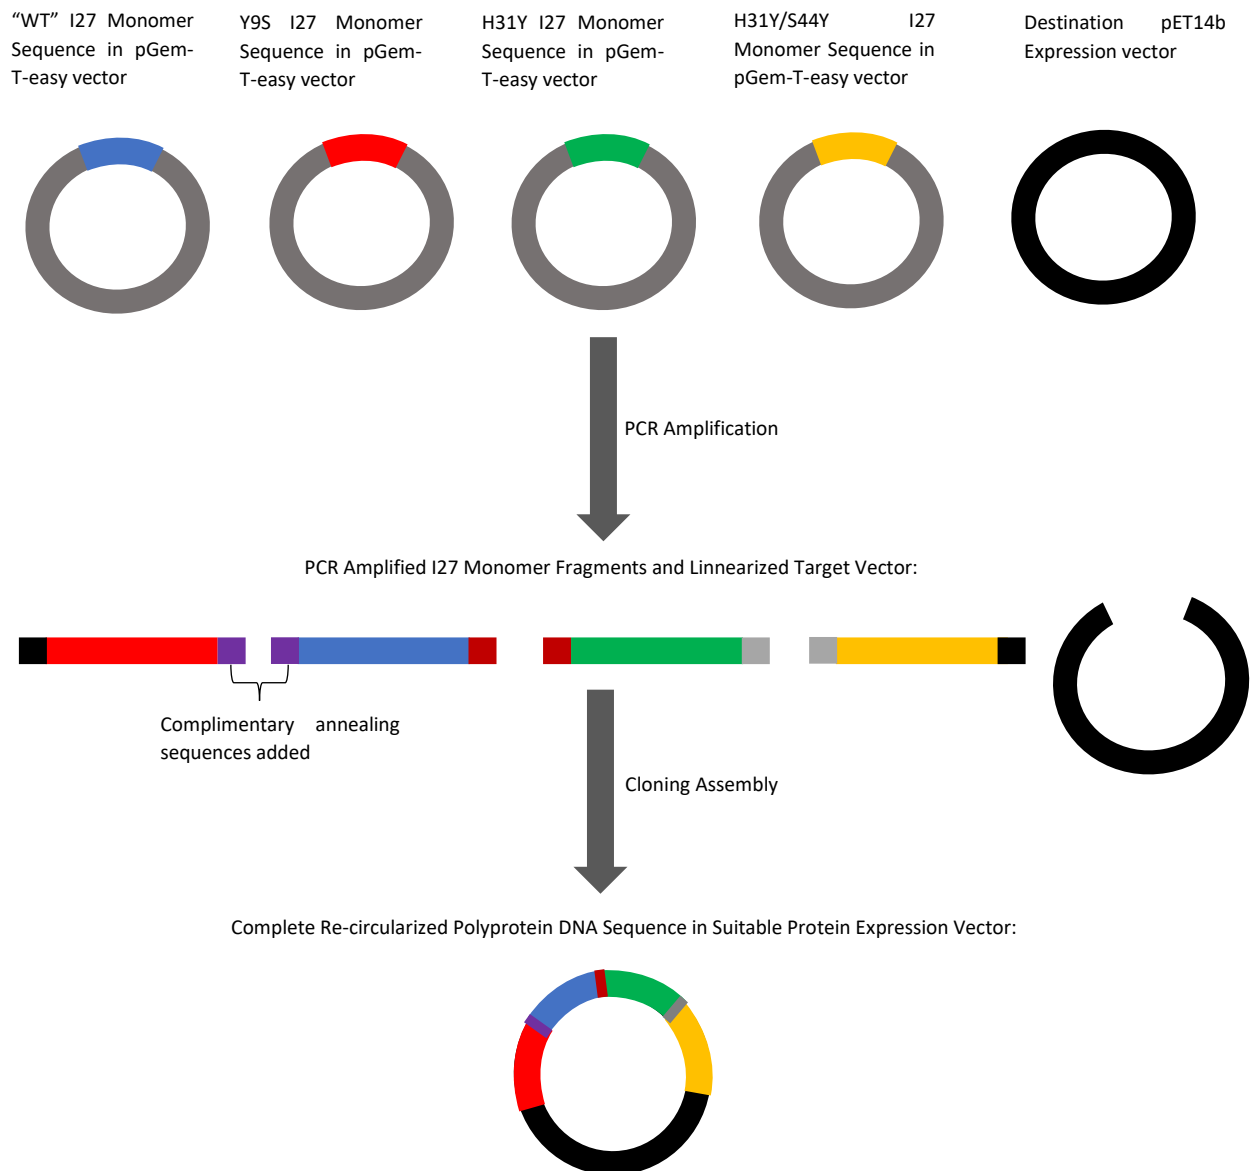 “WT” I27 Monomer
Sequence in pGem-
T-easy vector
Y9S I27 Monomer
Sequence in pGem-
T-easy vector
H31Y I27 Monomer
Sequence in pGem-
T-easy vector
H31Y/S44Y I27
Monomer Sequence in
pGem-T-easy vector
Destination pET14b
Expression vector
PCR Amplification
PCR Amplified I27 Monomer Fragments and Linnearized Target Vector:
Complimentary annealing
sequences added
Cloning Assembly
Complete Re-circularized Polyprotein DNA Sequence in Suitable Protein Expression Vector: